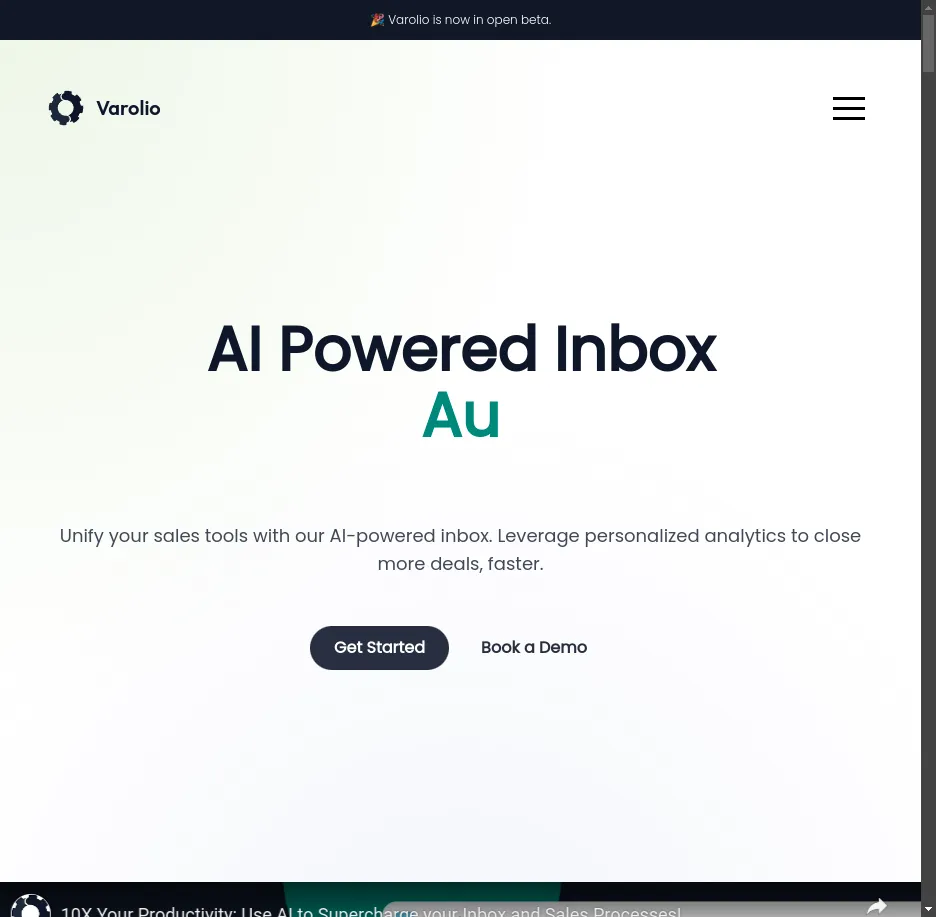 🎉 Varolio is now in open beta.
Varolio
AI Powered Inbox
Au
Unify your sales tools with our AI-powered inbox. Leverage personalized analytics to close
more deals, faster.
Get Started
Book a Demo
10X Your Productivity: Use AI to Supercharge your Inbox and Sales Processes!